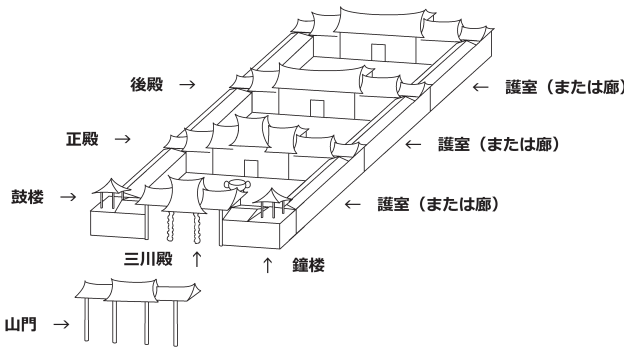 後殿 →
← 護室（または廊）
正殿 →
← 護室（または廊）
鼓楼 →
← 護室（または廊）
三川殿 ↑
↑ 鐘楼
山門 →